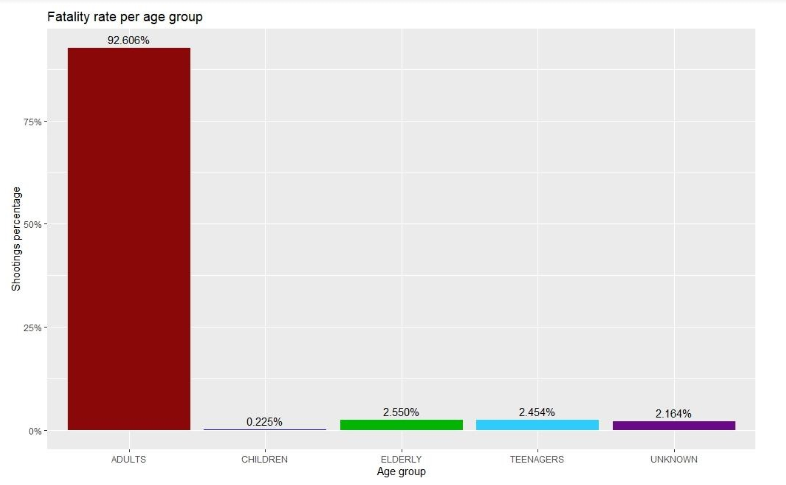 Fatality rate per age group
92.606%
75%
50%
25%
0%
Shootings percentage
0.225%
2.550%
2.454%
2.164%
ADULTS CHILDREN ELDERLY TEENAGERS UNKNOWN
Age group